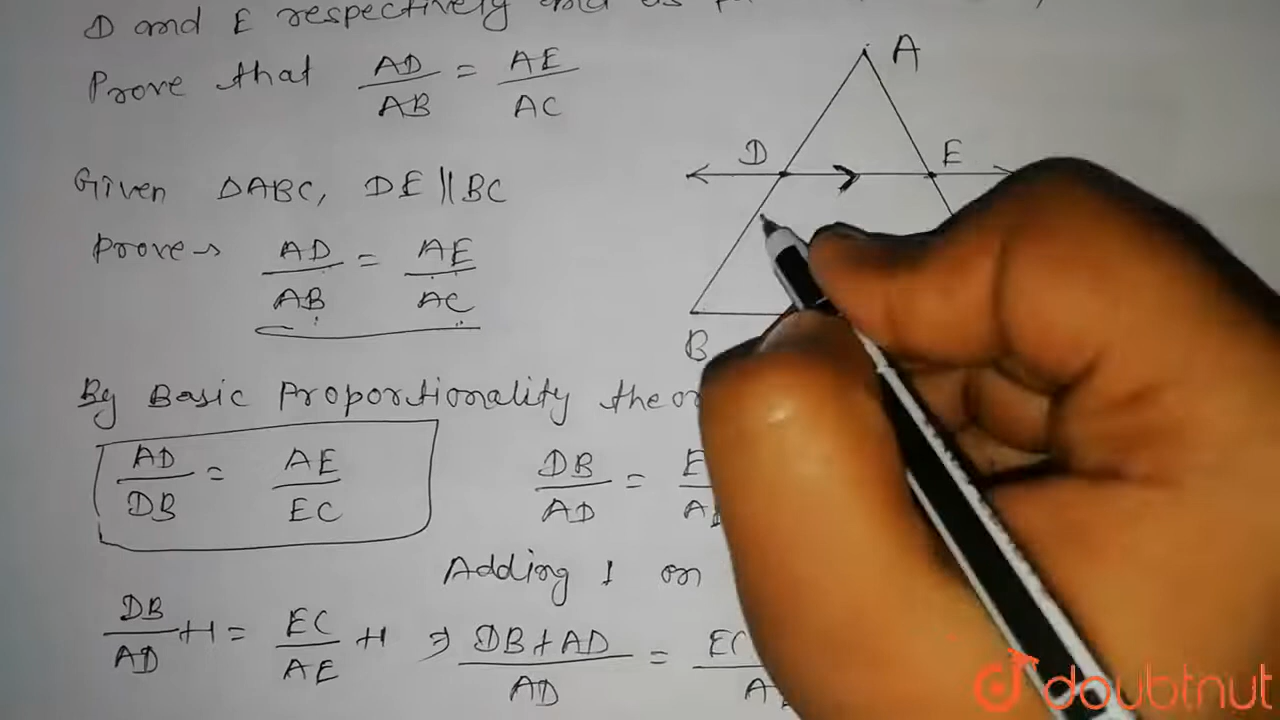 D and E respectively and
Prove that AD/AB = AE/AC
A
D
E
Given ΔABC, DE || BC
Prove → AD/AB = AE/AC
B
By Basic Proportionality
AD/DB = AE/EC
DB/AD =
Adding 1 on
DB/AD +1 = EC/AE +1 ⇒ DB+AD/AD =
doubtnut